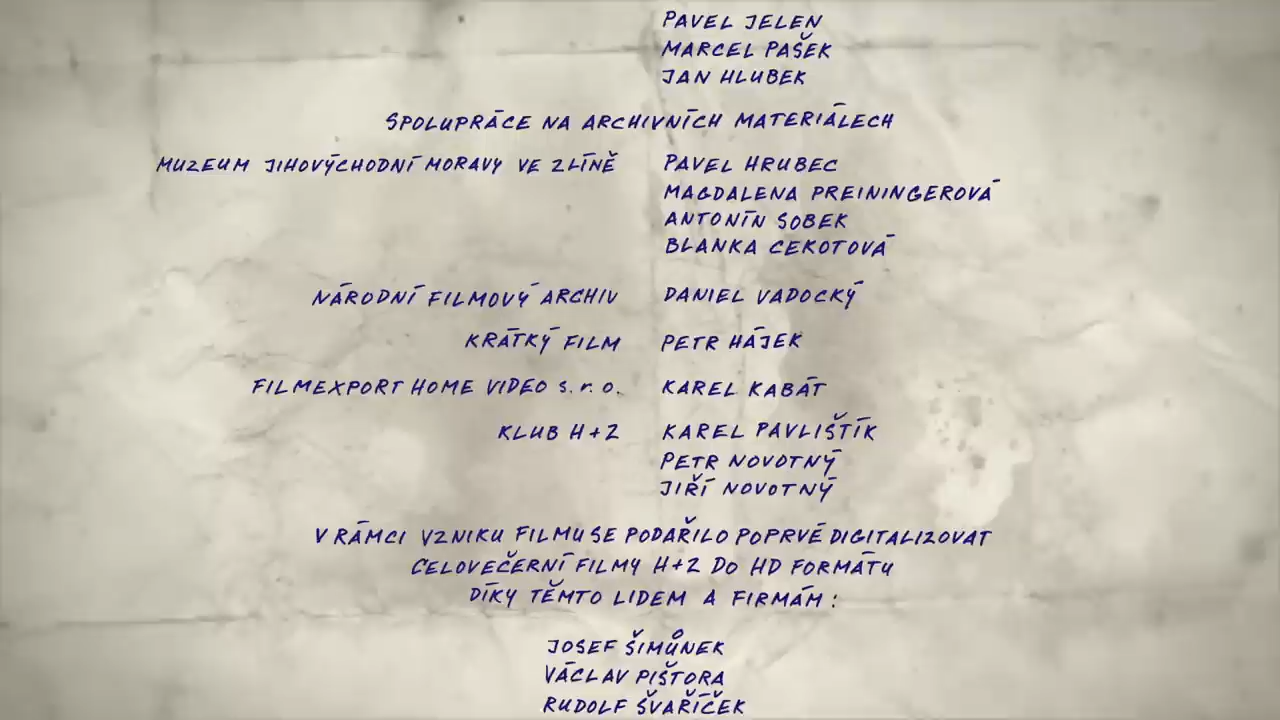 PAVEL JELEN
MARCEL PAŠEK
JAN HLUBEK
SPOLUPRÁCE NA ARCHIVNÍCH MATERIÁLECH
MUZEUM JIHOVÝCHODNÍ MORAVY VE ZLÍNĚ PAVEL HRUBEC
MAGDALENA PREININGEROVÁ
ANTONÍN SOBEK
BLANKA CEKOTOVÁ
NÁRODNÍ FILMOVÝ ARCHIV DANIEL VADOCKÝ
KRÁTKÝ FILM PETR HÁJEK
FILMEXPORT HOME VIDEO s.r.o. KAREL KABÁT
KLUB H+Z KAREL PAVLIŠTÍK
PETR NOVOTNÝ
JIŘÍ NOVOTNÝ
V RÁMCI VZNIKU FILMU SE PODAŘILO POPRVÉ DIGITALIZOVAT
CELOVEČERNÍ FILMY H+Z DO HD FORMÁTU
DÍKY TĚMTO LIDEM A FIRMÁM:
JOSEF ŠIMŮNEK
VÁCLAV PIŠTORA
RUDOLF ŠVAŘÍČEK